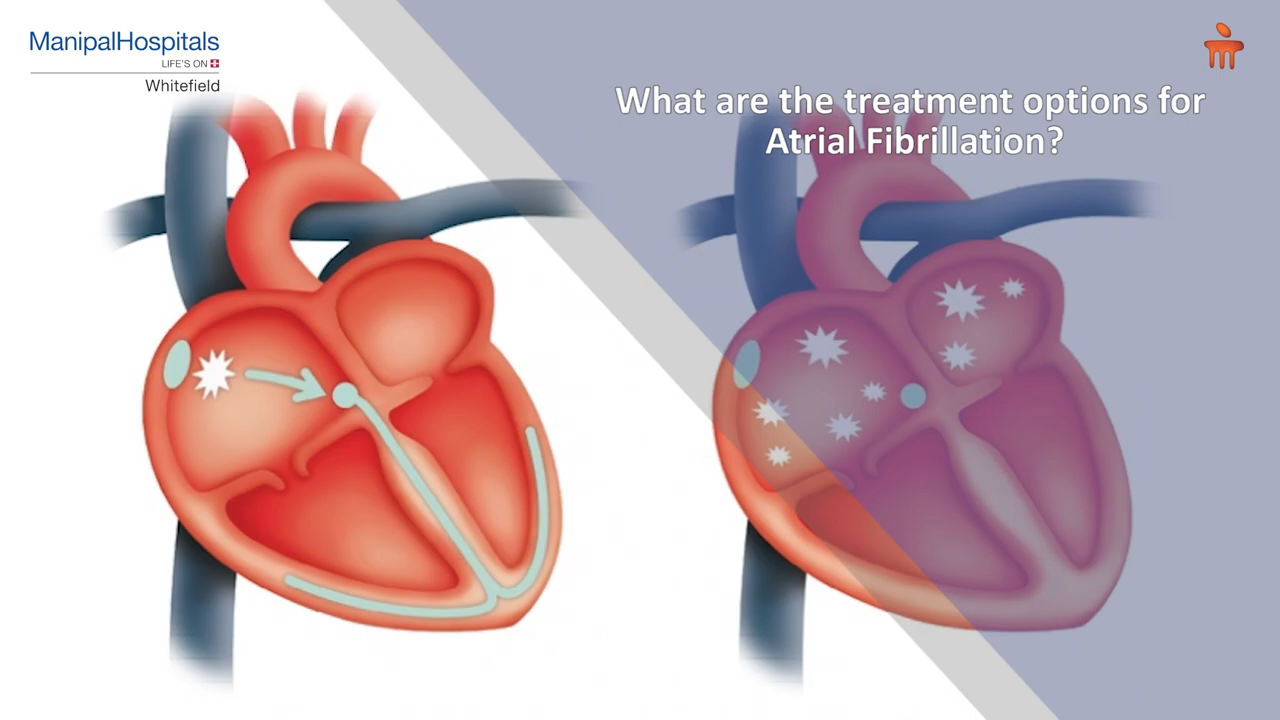 ManipalHospitals
LIFE'S ON
Whitefield
What are the treatment options for
Atrial Fibrillation?